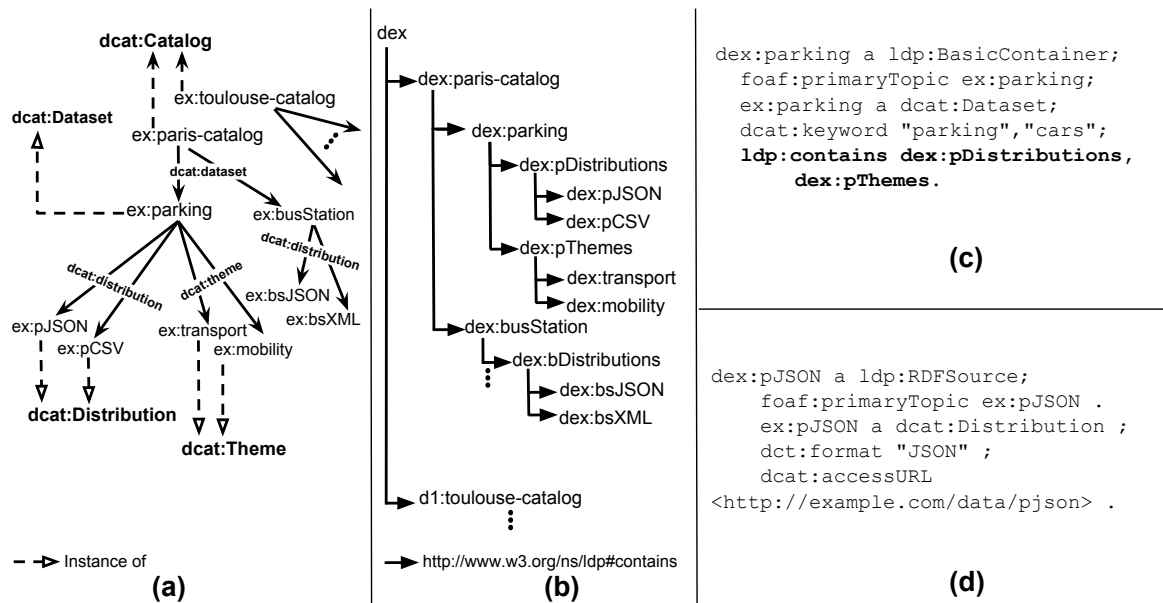 dcat:Catalog
ex:toulouse-catalog
dcat:Dataset
ex:paris-catalog
dcat:dataset
ex:parking
ex:busStation
dcat:distribution
dcat:theme
dcat:distribution
ex:bsJSON
ex:bsXML
ex:pJSON
ex:pCSV
ex:transport
ex:mobility
dcat:Distribution
dcat:Theme
Instance of
(a)
dex
dex:paris-catalog
dex:parking
dex:pDistributions
dex:pJSON
dex:pCSV
dex:pThemes
dex:transport
dex:mobility
dex:busStation
dex:bDistributions
dex:bsJSON
dex:bsXML
d1:toulouse-catalog
http://www.w3.org/ns/ldp#contains
(b)
dex:parking a ldp:BasicContainer;
foaf:primaryTopic ex:parking;
ex:parking a dcat:Dataset;
dcat:keyword "parking","cars";
ldp:contains dex:pDistributions,
dex:pThemes.
(c)
dex:pJSON a ldp:RDFSource;
foaf:primaryTopic ex:pJSON .
ex:pJSON a dcat:Distribution ;
dct:format "JSON" ;
dcat:accessURL
<http://example.com/data/pjson> .
(d)